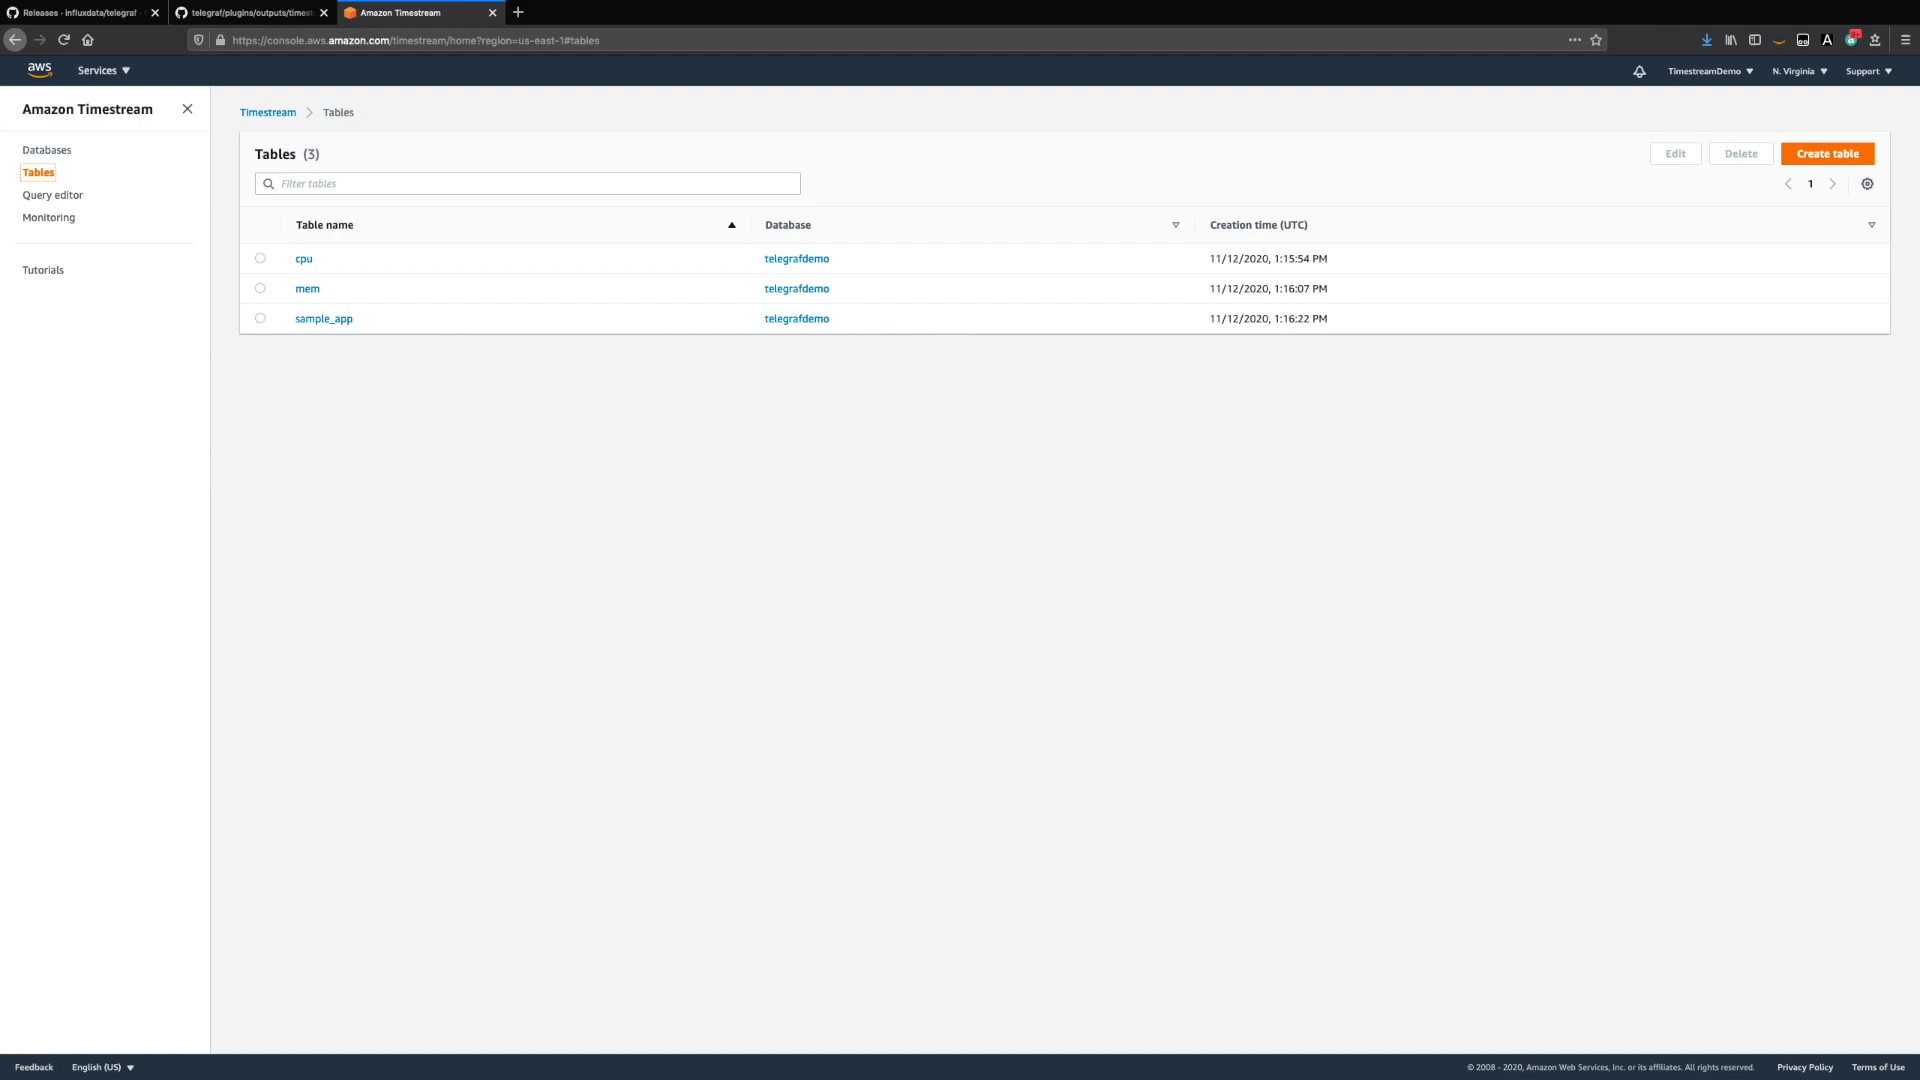 Releases · influxdata/telegraf
telegraf/plugins/outputs/timest
Amazon Timestream
https://console.aws.amazon.com/timestream/home?region=us-east-1#tables
aws
Services
TimestreamDemo
N. Virginia
Support
Amazon Timestream
Databases
Tables
Query editor
Monitoring
Tutorials
Timestream > Tables
Tables (3)
Edit
Delete
Create table
Filter tables
1
Table name
Database
Creation time (UTC)
cpu telegrafdemo 11/12/2020, 1:15:54 PM
mem telegrafdemo 11/12/2020, 1:16:07 PM
sample_app telegrafdemo 11/12/2020, 1:16:22 PM
Feedback
English (US)
© 2008 - 2020, Amazon Web Services, Inc. or its affiliates. All rights reserved.
Privacy Policy
Terms of Use